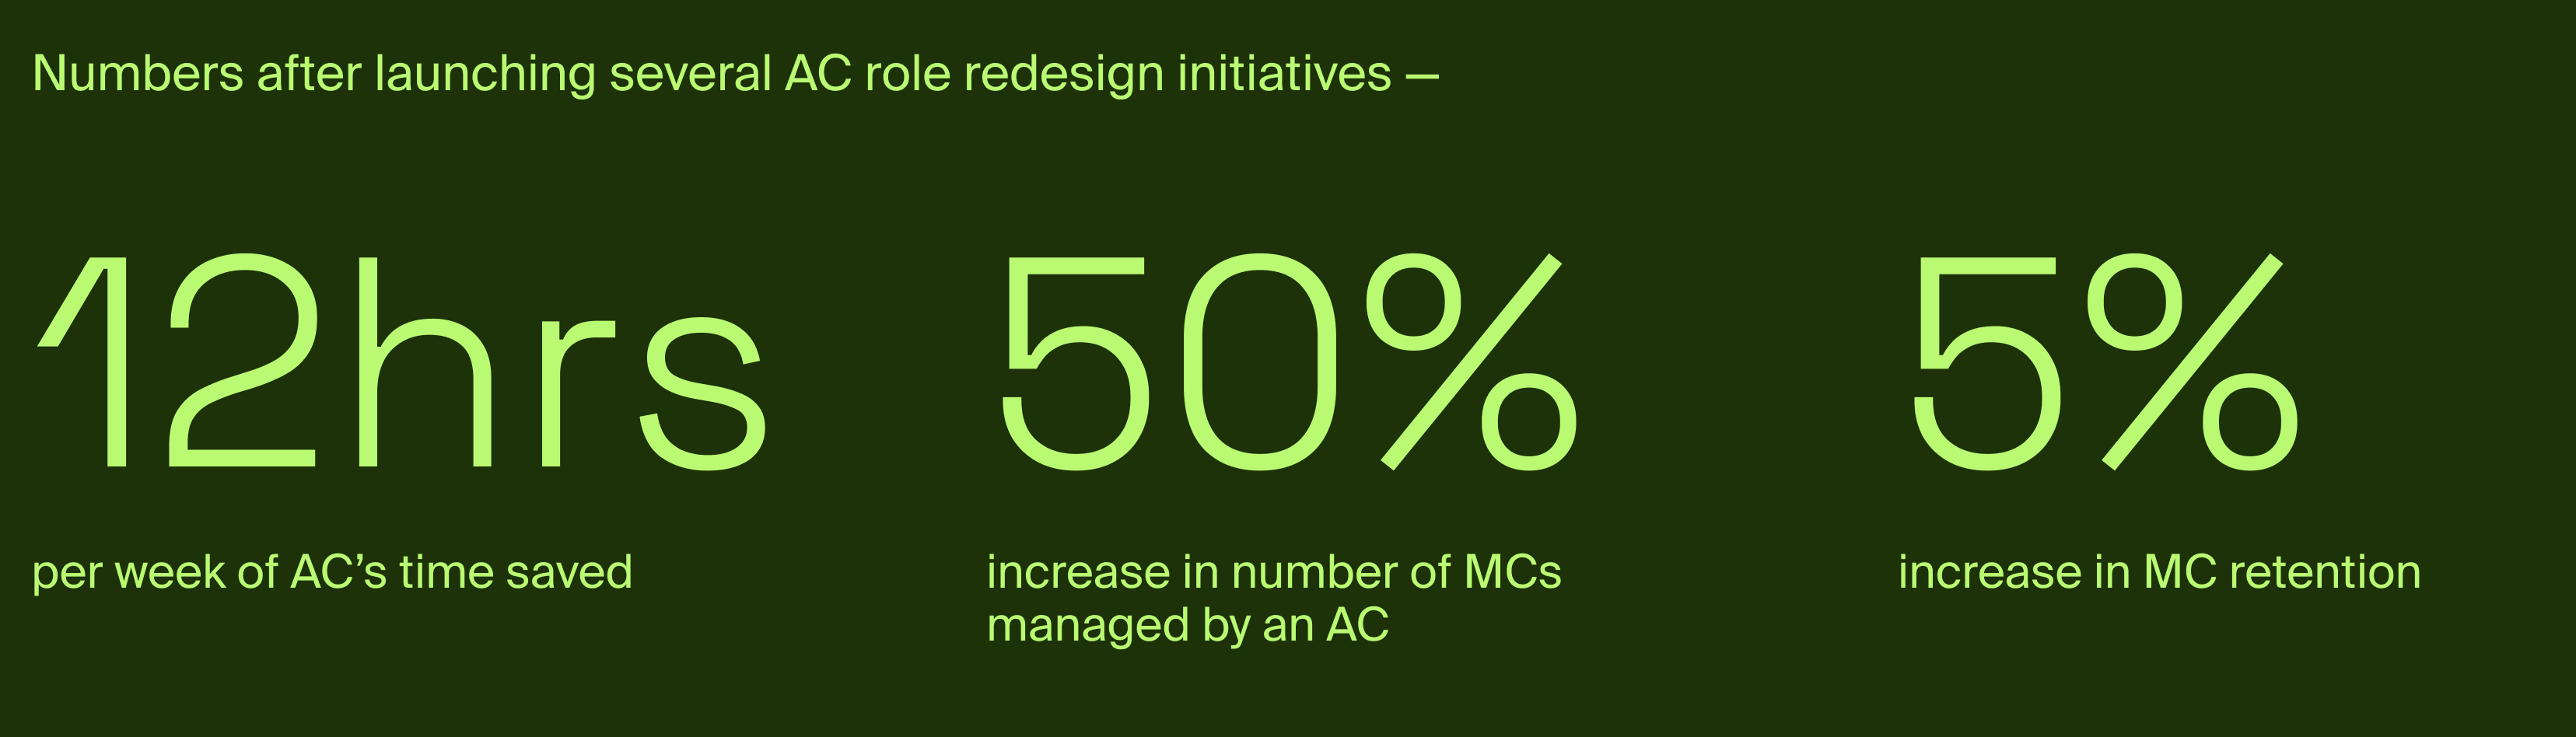 Numbers after launching several AC role redesign initiatives —
12hrs
50%
5%
per week of AC’s time saved
increase in number of MCs
managed by an AC
increase in MC retention